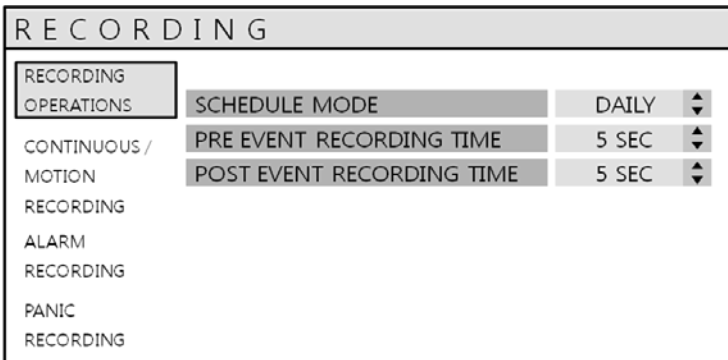 RECORDING
RECORDING
OPERATIONS
SCHEDULE MODE DAILY
PRE EVENT RECORDING TIME 5 SEC
POST EVENT RECORDING TIME 5 SEC
CONTINUOUS /
MOTION
RECORDING
ALARM
RECORDING
PANIC
RECORDING